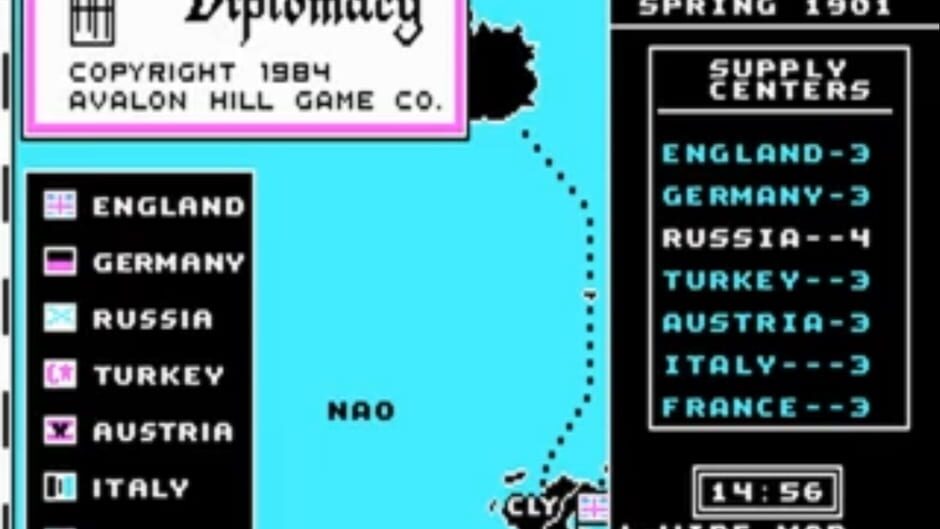 Diplomacy
COPYRIGHT 1984
AVALON HILL GAME CO.
ENGLAND
GERMANY
RUSSIA
TURKEY
AUSTRIA
ITALY
NAO
CLY
SPRING 1901
SUPPLY
CENTERS
ENGLAND-3
GERMANY-3
RUSSIA--4
TURKEY--3
AUSTRIA-3
ITALY---3
FRANCE--3
14:56